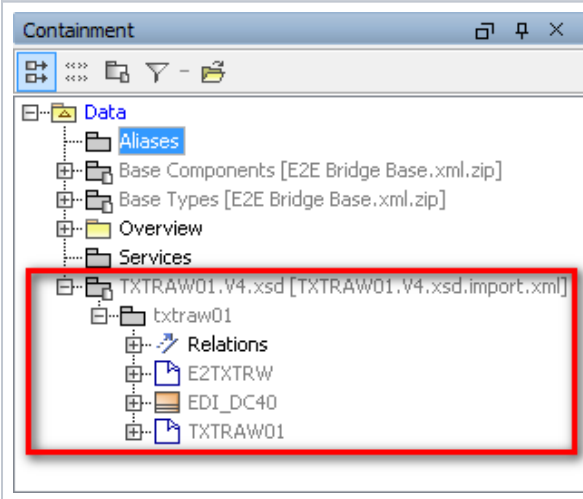 Containment
Data
Aliases
Base Components [E2E Bridge Base.xml.zip]
Base Types [E2E Bridge Base.xml.zip]
Overview
Services
TXTRAW01.V4.xsd [TXTRAW01.V4.xsd.import.xml]
txtraw01
Relations
E2TXTRW
EDI_DC40
TXTRAW01